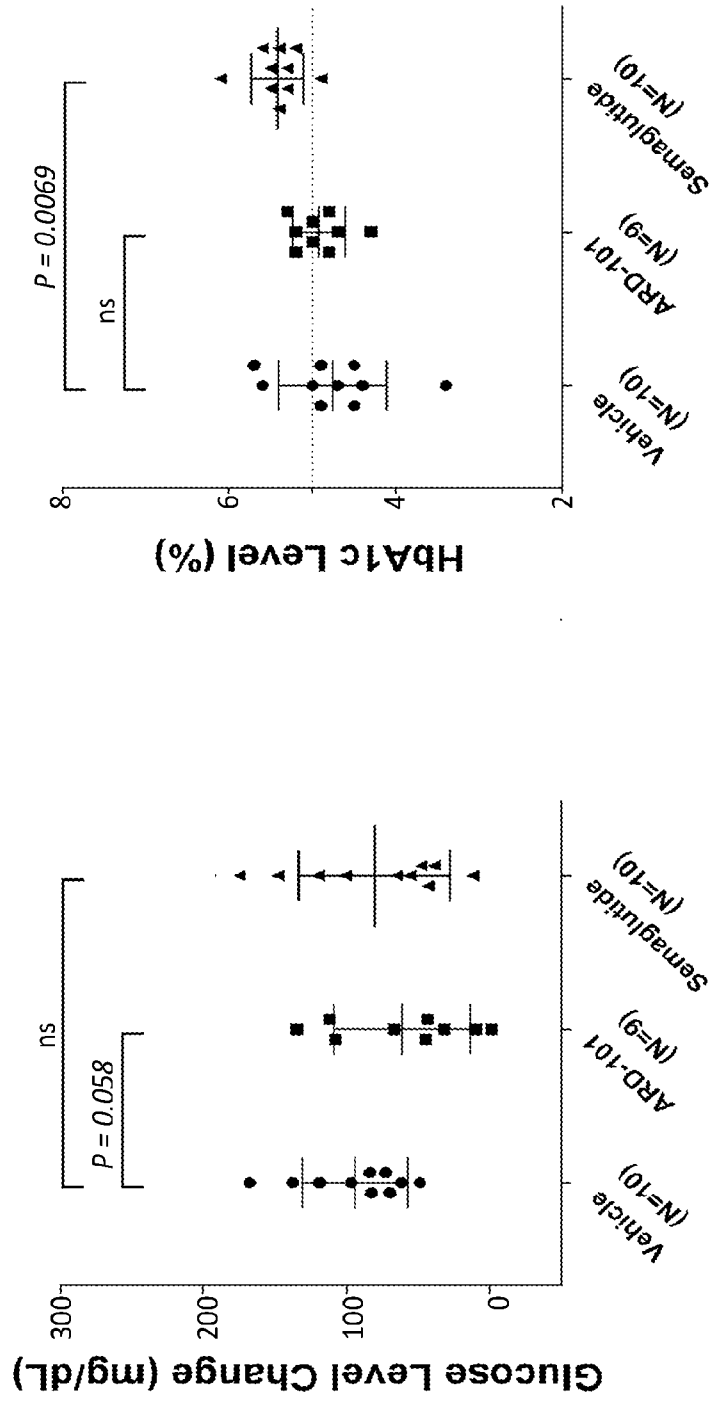 Glucose Level Change (mg/dL)
300
200
100
0
ns
P = 0.058
Vehicle
(N=10)
ARD-101
(N=9)
Semaglutide
(N=10)
HbA1c Level (%)
8
6
4
2
P = 0.0069
ns
Vehicle
(N=10)
ARD-101
(N=9)
Semaglutide
(N=10)